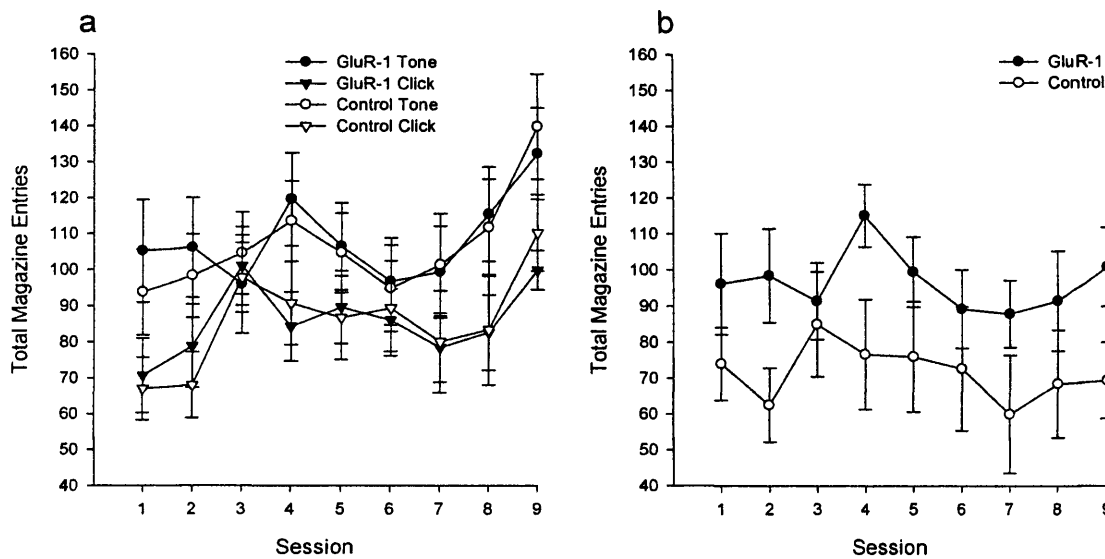 a
GluR-1 Tone
GluR-1 Click
Control Tone
Control Click
160
150
140
130
120
110
100
90
80
70
60
50
40
Total Magazine Entries
1 2 3 4 5 6 7 8 9
Session
b
GluR-1
Control
160
150
140
130
120
110
100
90
80
70
60
50
40
Total Magazine Entries
1 2 3 4 5 6 7 8 9
Session